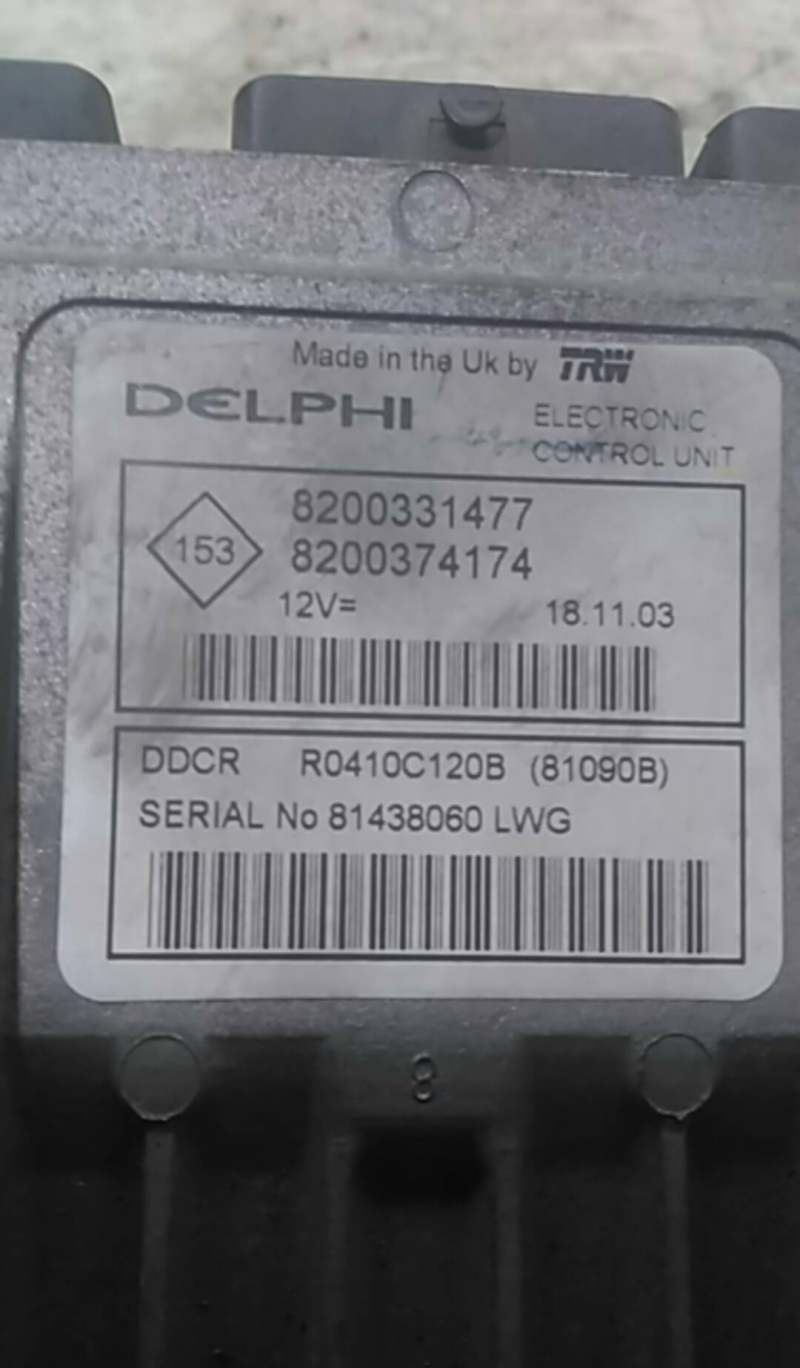 Made in the Uk by TRW
DELPHI
ELECTRONIC
CONTROL UNIT
153
8200331477
8200374174
12V=
18.11.03
DDCR R0410C120B (81090B)
SERIAL No 81438060 LWG
8